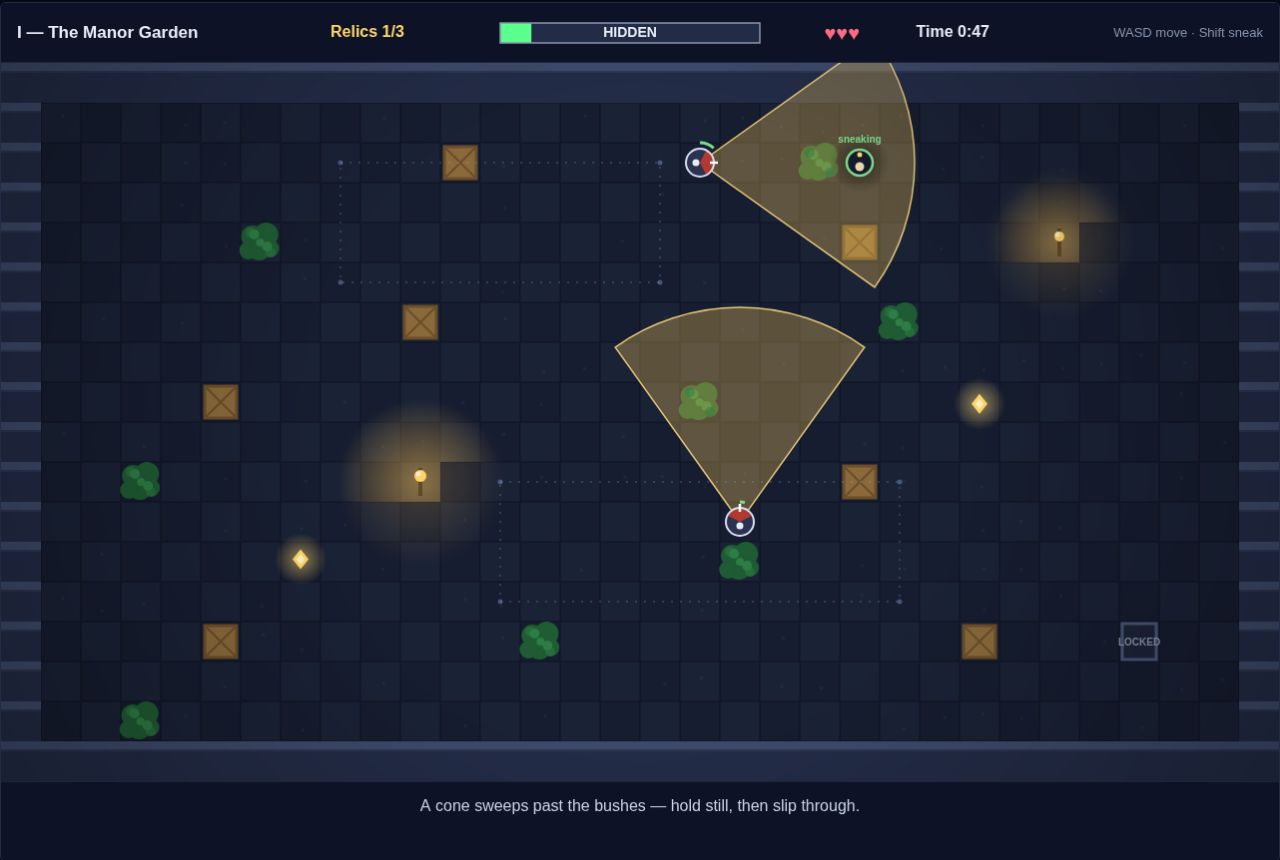 I — The Manor Garden
Relics 1/3
HIDDEN
♥♥♥
Time 0:47
WASD move · Shift sneak
sneaking
LOCKED
A cone sweeps past the bushes — hold still, then slip through.